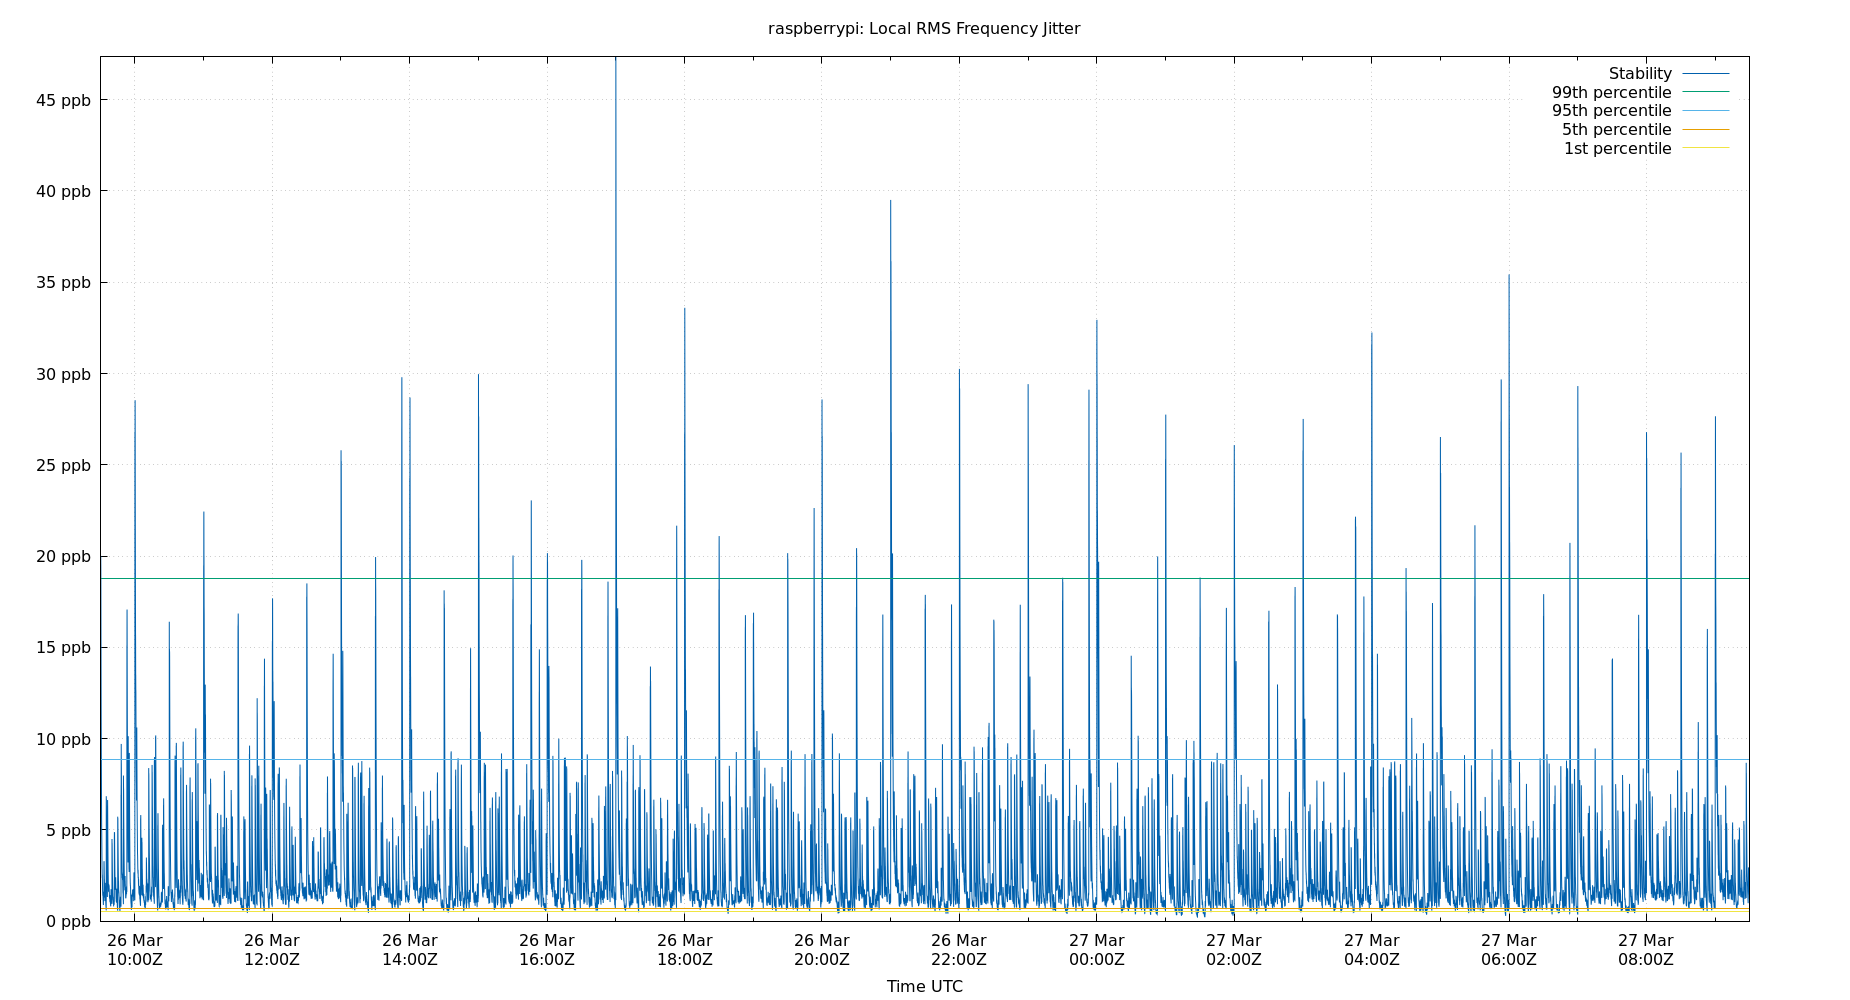 raspberrypi: Local RMS Frequency Jitter
Stability
99th percentile
95th percentile
5th percentile
1st percentile
45 ppb
40 ppb
35 ppb
30 ppb
25 ppb
20 ppb
15 ppb
10 ppb
5 ppb
0 ppb
26 Mar 26 Mar 26 Mar 26 Mar 26 Mar 26 Mar 26 Mar 27 Mar 27 Mar 27 Mar 27 Mar 27 Mar
10:00Z 12:00Z 14:00Z 16:00Z 18:00Z 20:00Z 22:00Z 00:00Z 02:00Z 04:00Z 06:00Z 08:00Z
Time UTC